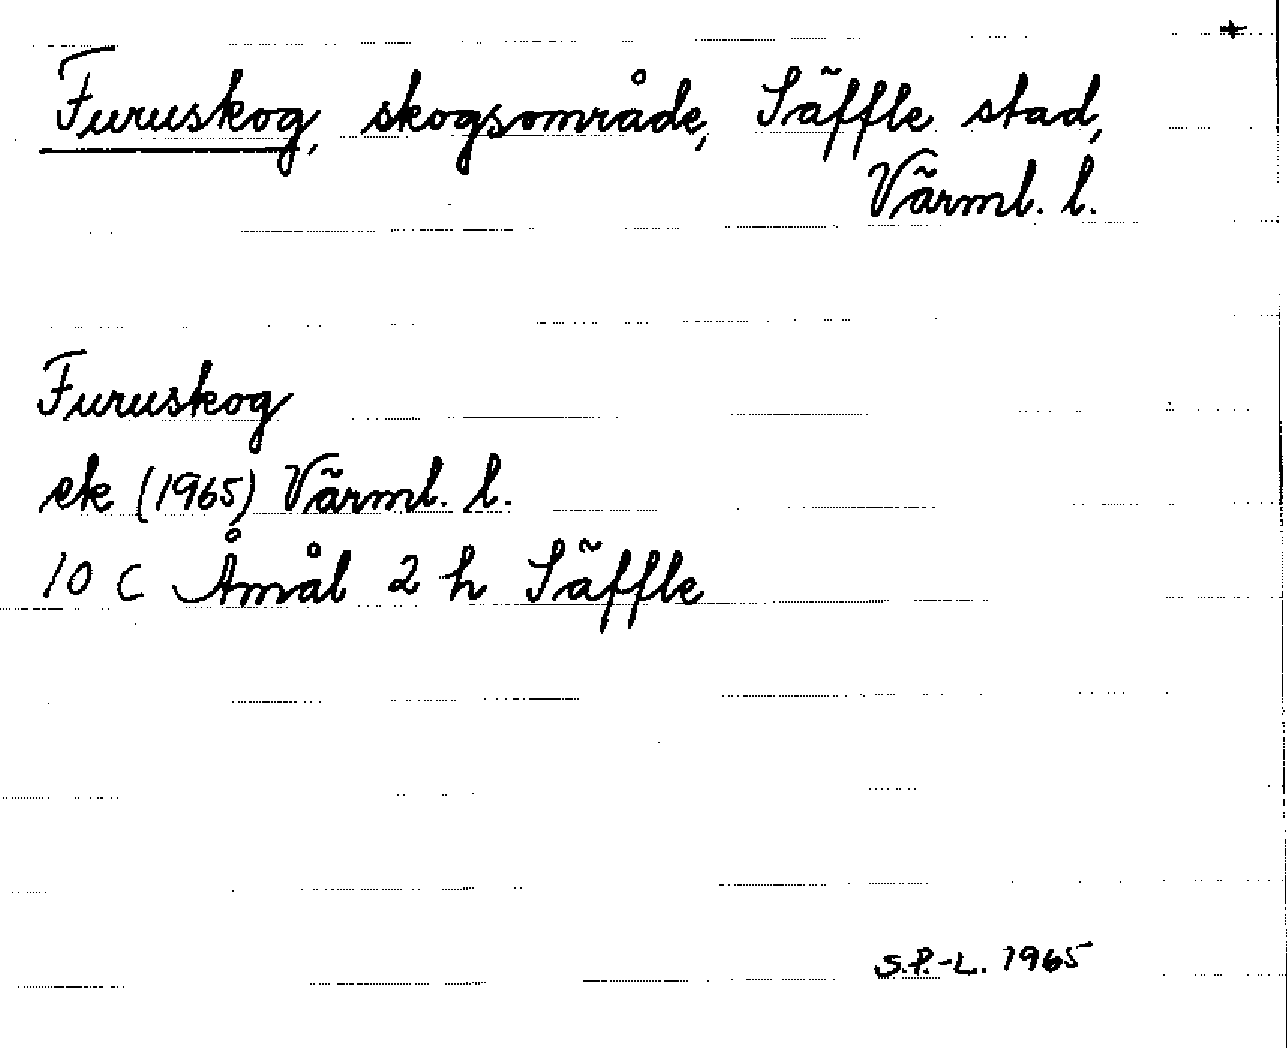 +
Furuskog, skogsområde, Säffle stad,
Värml. l.
Furuskog
ek (1965) Värml. l.
10 C Åmål 2 h Säffle
S.P.-L. 1965